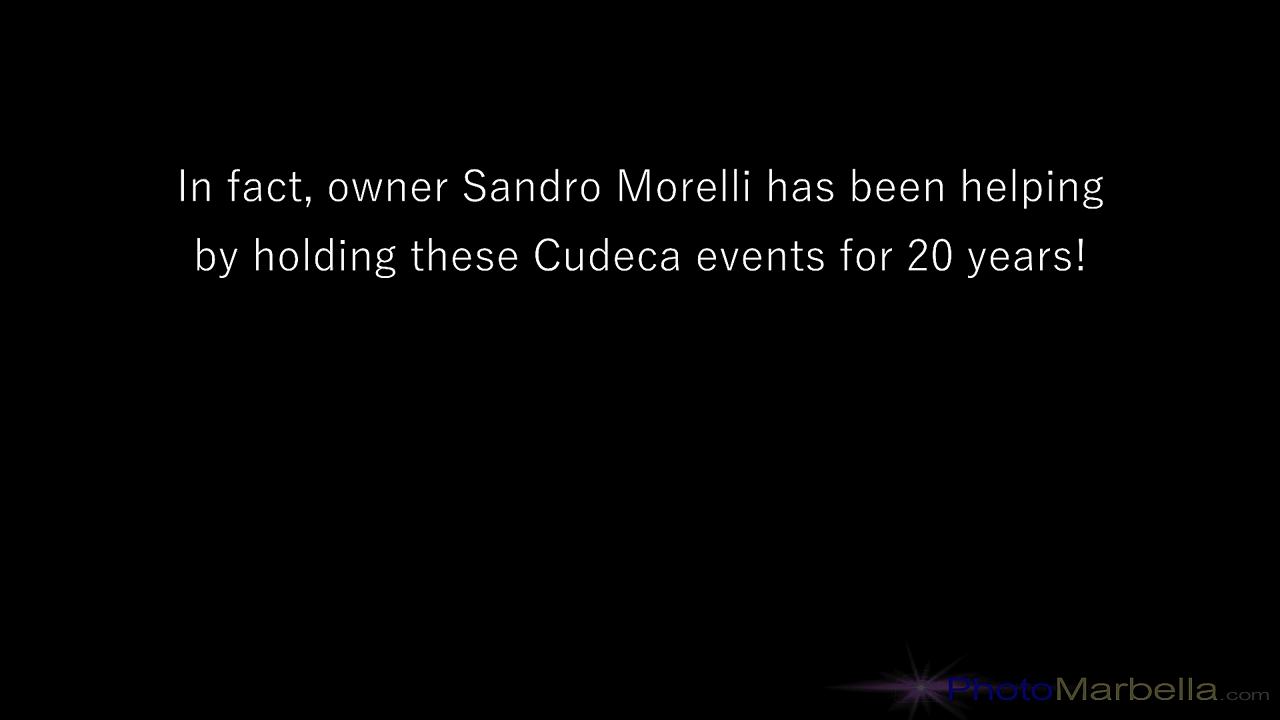 In fact, owner Sandro Morelli has been helping
by holding these Cudeca events for 20 years!
PhotoMarbella.com